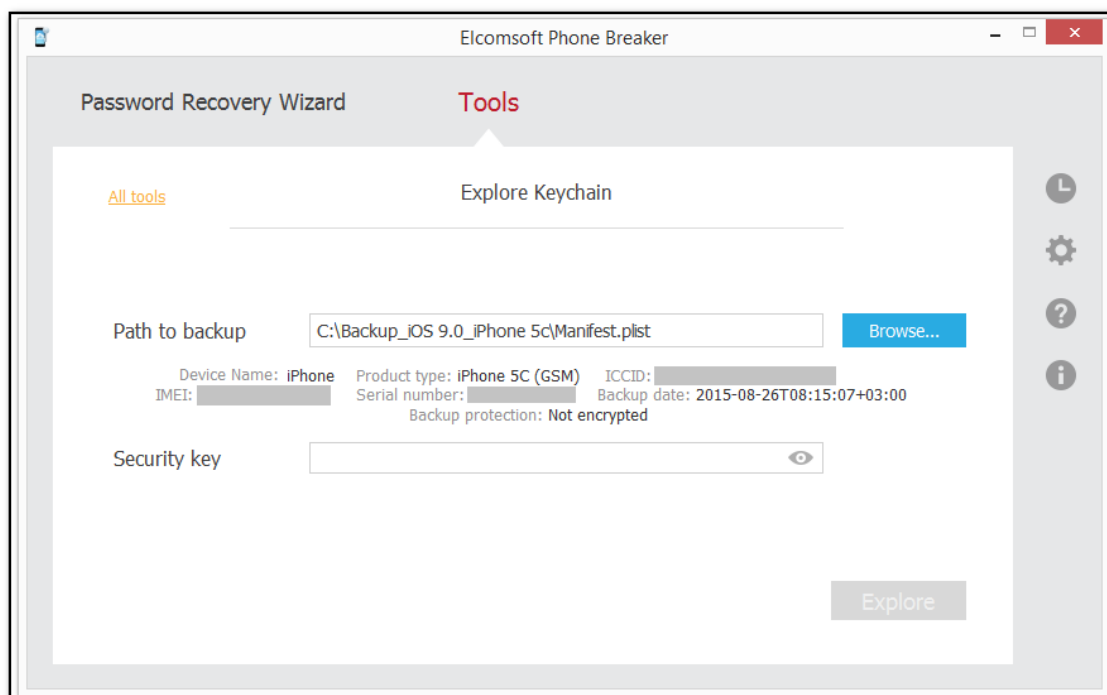 Elcomsoft Phone Breaker
Password Recovery Wizard Tools
All tools
Explore Keychain
Path to backup C:\Backup_iOS 9.0_iPhone 5c\Manifest.plist Browse...
Device Name: iPhone Product type: iPhone 5C (GSM) ICCID:
IMEI: Serial number: Backup date: 2015-08-26T08:15:07+03:00
Backup protection: Not encrypted
Security key
Explore